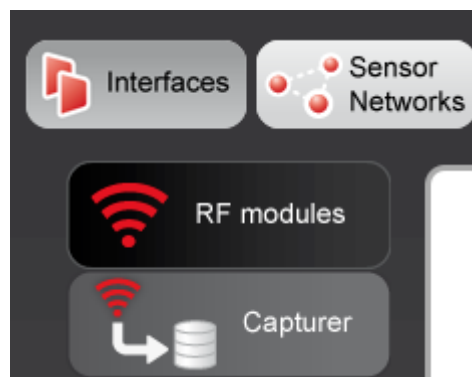 Interfaces
Sensor
Networks
RF modules
Capturer